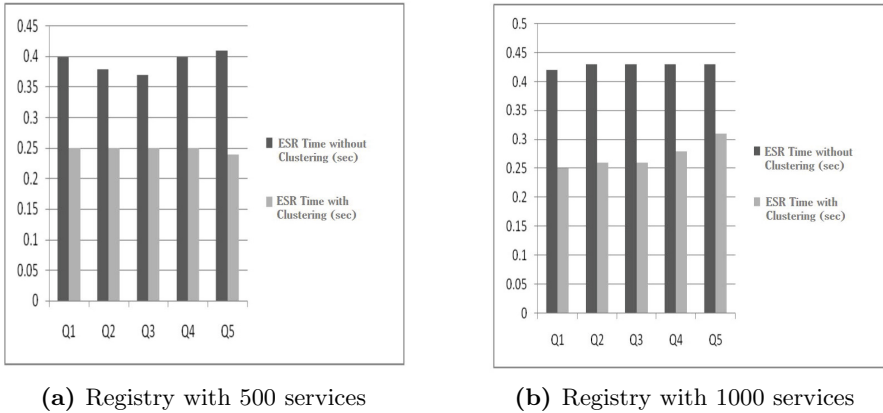 0.45
0.4
0.35
0.3
0.25
0.2
0.15
0.1
0.05
0
Q1 Q2 Q3 Q4 Q5
ESR Time without
Clustering (sec)
ESR Time with
Clustering (sec)
(a) Registry with 500 services
0.5
0.45
0.4
0.35
0.3
0.25
0.2
0.15
0.1
0.05
0
Q1 Q2 Q3 Q4 Q5
ESR Time without
Clustering (sec)
ESR Time with
Clustering (sec)
(b) Registry with 1000 services